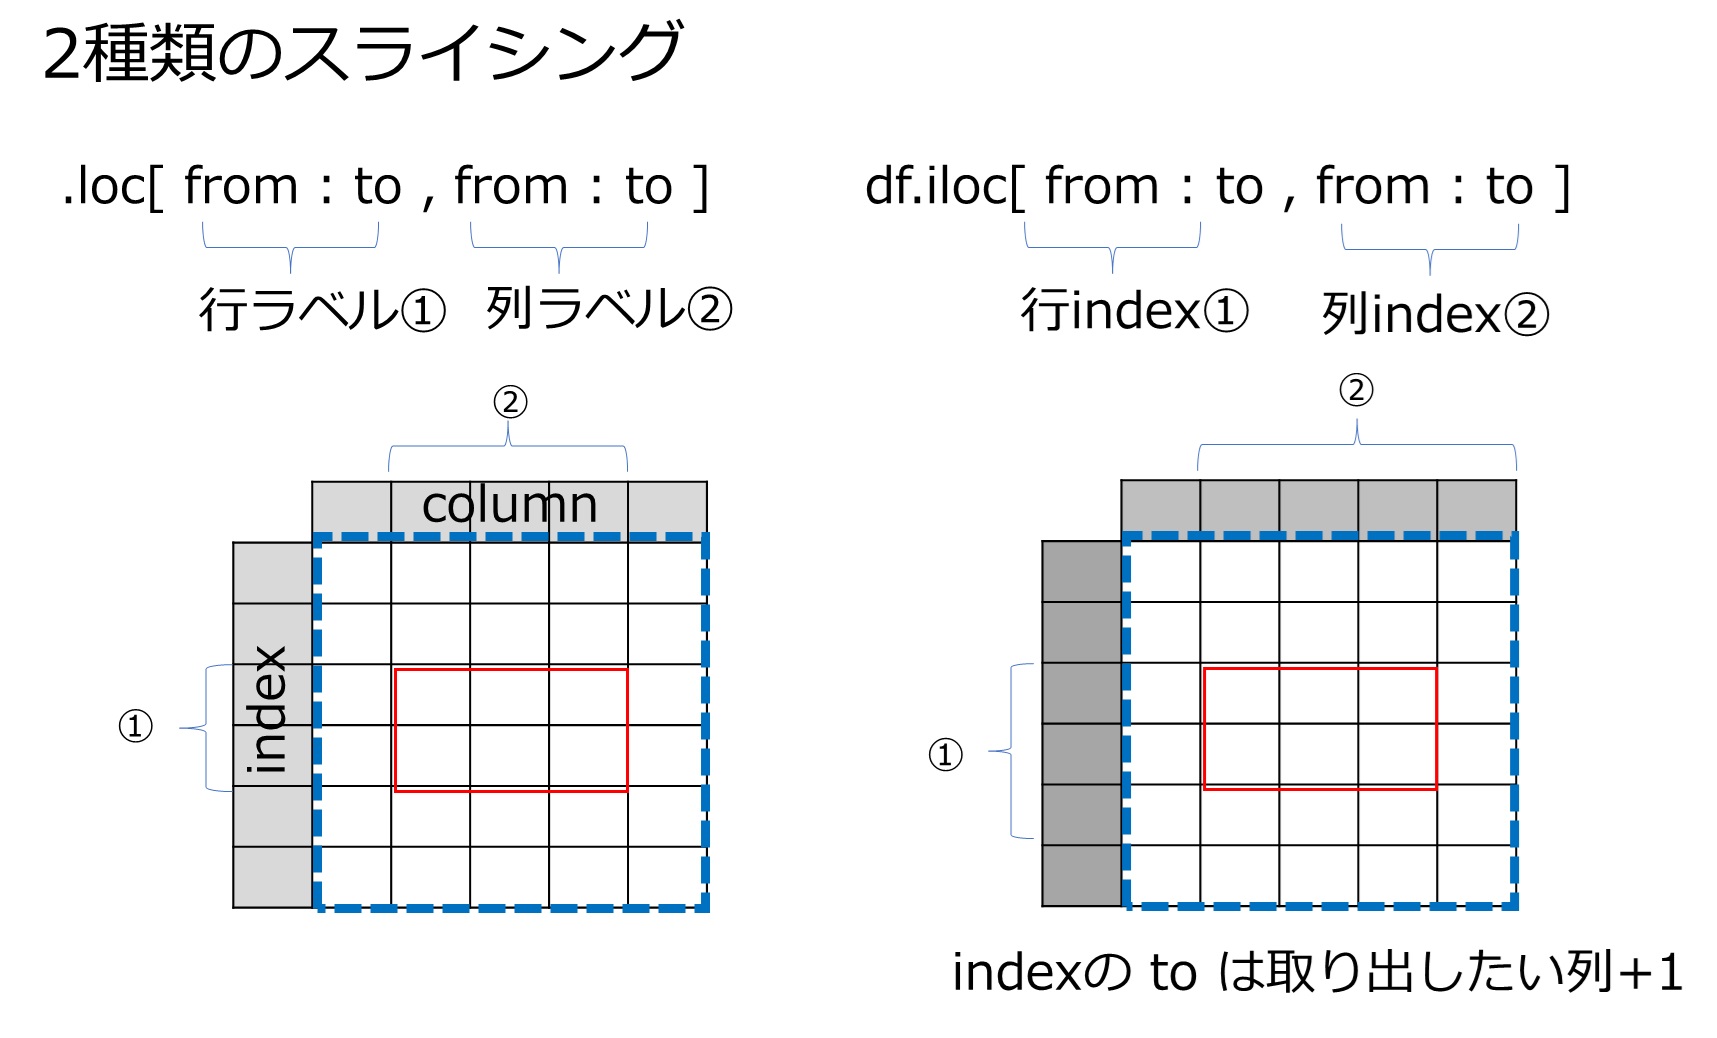 2種類のスライシング
.loc[ from : to , from : to ]
行ラベル① 列ラベル②
②
column
index
①
df.iloc[ from : to , from : to ]
行index① 列index②
②
①
indexの to は取り出したい列+1